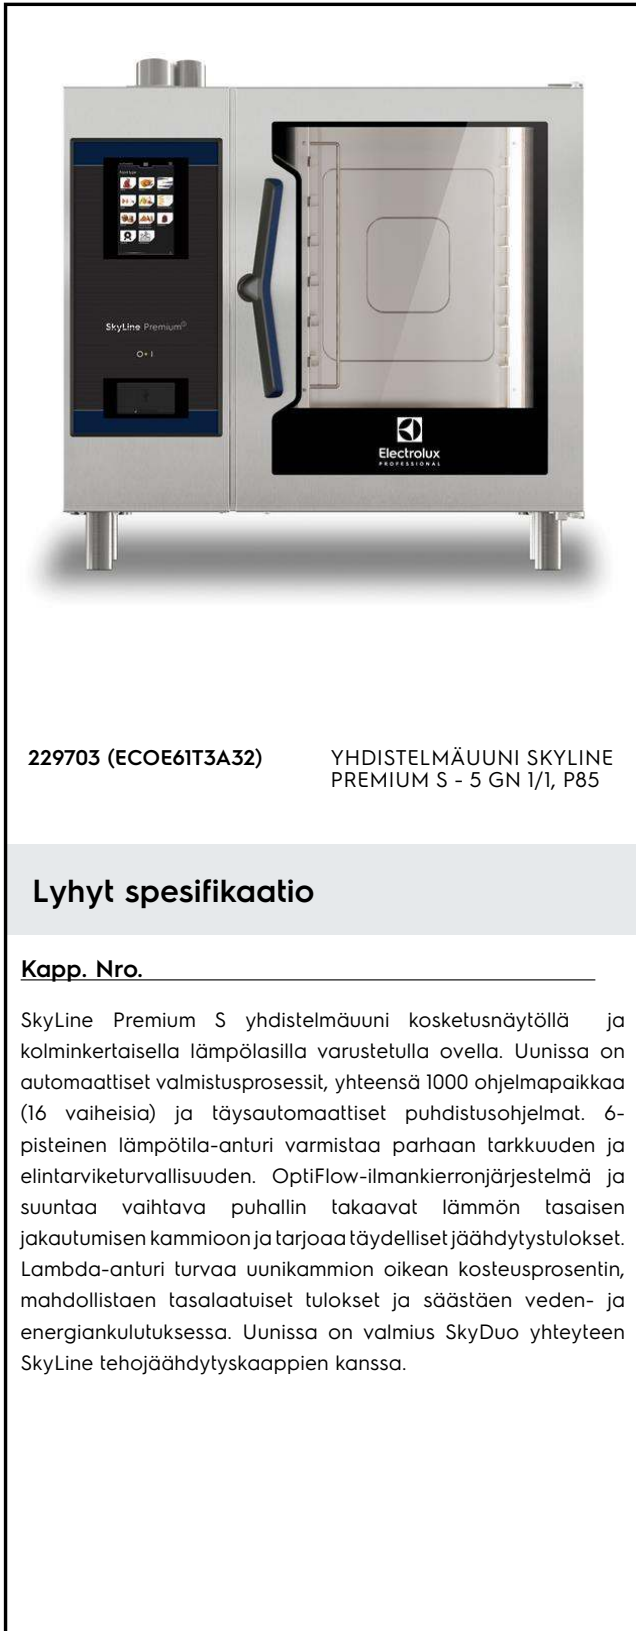 SkyLine Premium S
Electrolux
PROFESSIONAL
229703 (ECOE61T3A32)
YHDISTELMÄUUNI SKYLINE
PREMIUM S - 5 GN 1/1, P85
Lyhyt spesifikaatio
Kapp. Nro.
SkyLine Premium S yhdistelmäuuni kosketusnäytöllä ja
kolminkertaisella lämpölasilla varustetulla ovella. Uunissa on
automaattiset valmistusprosessit, yhteensä 1000 ohjelmapaikkaa
(16 vaiheisia) ja täysautomaattiset puhdistusohjelmat. 6-
pisteinen lämpötila-anturi varmistaa parhaan tarkkuuden ja
elintarviketurvallisuuden. OptiFlow-ilmankierronjärjestelmä ja
suuntaa vaihtava puhallin takaavat lämmön tasaisen
jakautumisen kammioon ja tarjoaa täydelliset jäähdytystulokset.
Lambda-anturi turvaa uunikammion oikean kosteusprosentin,
mahdollistaen tasalaatuiset tulokset ja säästäen veden- ja
energiankulutuksessa. Uunissa on valmius SkyDuo yhteyteen
SkyLine tehojäähdytyskaappien kanssa.